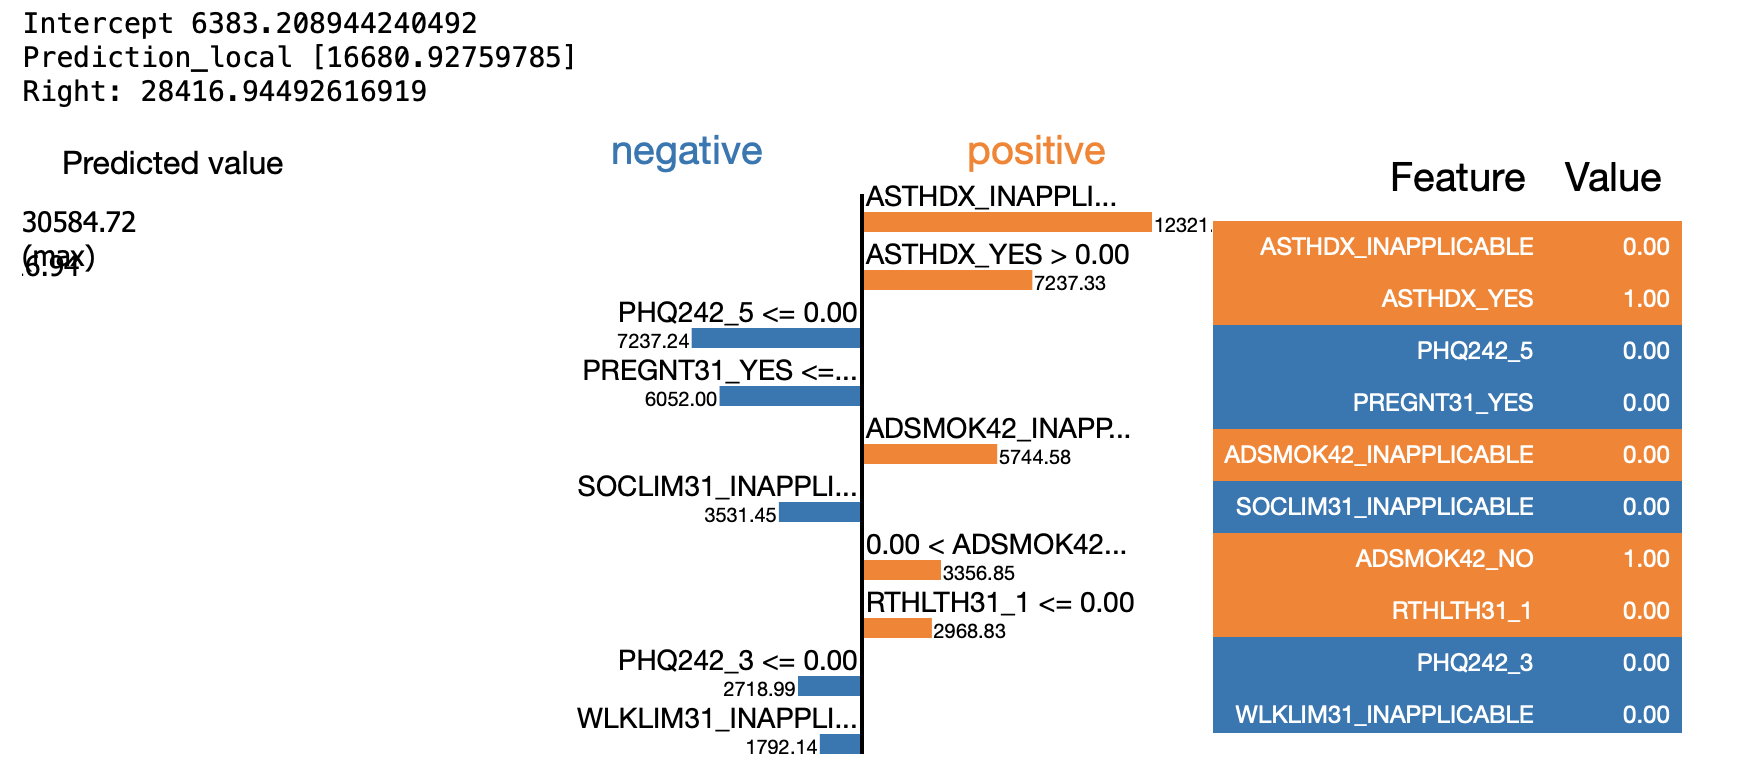 Intercept 6383.208944240492
Prediction_local [16680.92759785]
Right: 28416.94492616919
Predicted value
30584.72
(max)
.6.94
negative positive
ASTHDX_INAPPLI...
12321.
ASTHDX_YES > 0.00
7237.33
PHQ242_5 <= 0.00
7237.24
PREGNT31_YES <=...
6052.00
ADSMOK42_INAPP...
5744.58
SOCLIM31_INAPPLI...
3531.45
0.00 < ADSMOK42...
3356.85
RTHLTH31_1 <= 0.00
2968.83
PHQ242_3 <= 0.00
2718.99
WLKLIM31_INAPPLI...
1792.14
Feature Value
ASTHDX_INAPPLICABLE 0.00
ASTHDX_YES 1.00
PHQ242_5 0.00
PREGNT31_YES 0.00
ADSMOK42_INAPPLICABLE 0.00
SOCLIM31_INAPPLICABLE 0.00
ADSMOK42_NO 1.00
RTHLTH31_1 0.00
PHQ242_3 0.00
WLKLIM31_INAPPLICABLE 0.00